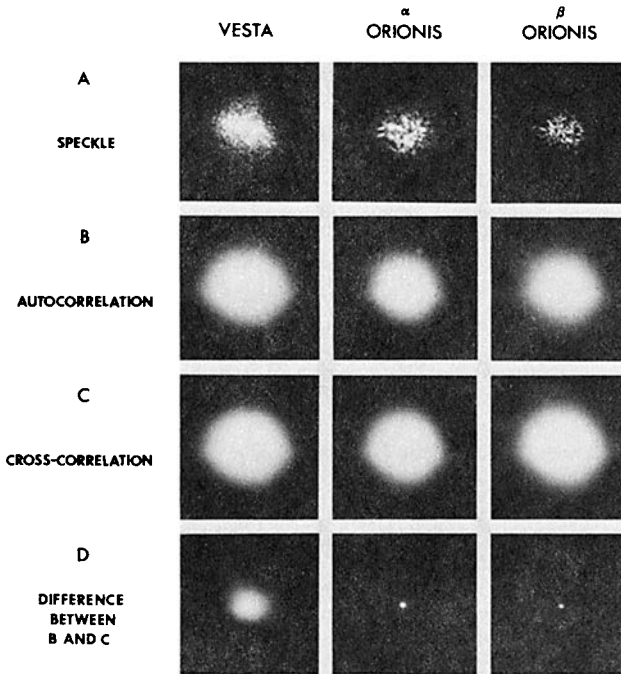 VESTA
α
ORIONIS
β
ORIONIS
A
SPECKLE
B
AUTOCORRELATION
C
CROSS-CORRELATION
D
DIFFERENCE
BETWEEN
B AND C